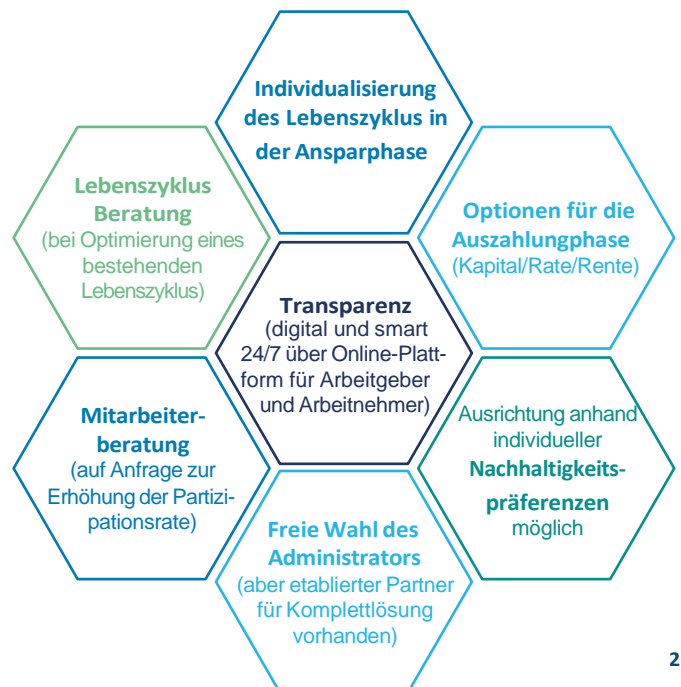 Individualisierung
des Lebenszyklus in
der Ansparphase
Lebenszyklus
Beratung
(bei Optimierung eines
bestehenden
Lebenszyklus)
Optionen für die
Auszahlungphase
(Kapital/Rate/Rente)
Transparenz
(digital und smart
24/7 über Online-Platt-
form für Arbeitgeber
und Arbeitnehmer)
Mitarbeiter-
beratung
(auf Anfrage zur
Erhöhung der Partizi-
pationsrate)
Ausrichtung anhand
individueller
Nachhaltigkeits-
präferenzen
möglich
Freie Wahl des
Administrators
(aber etablierter Partner
für Komplettlösung
vorhanden)
2